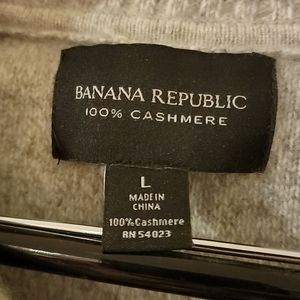 BANANA REPUBLIC
100% CASHMERE
L
MADE IN
CHINA
100% Cashmere
RN 54023